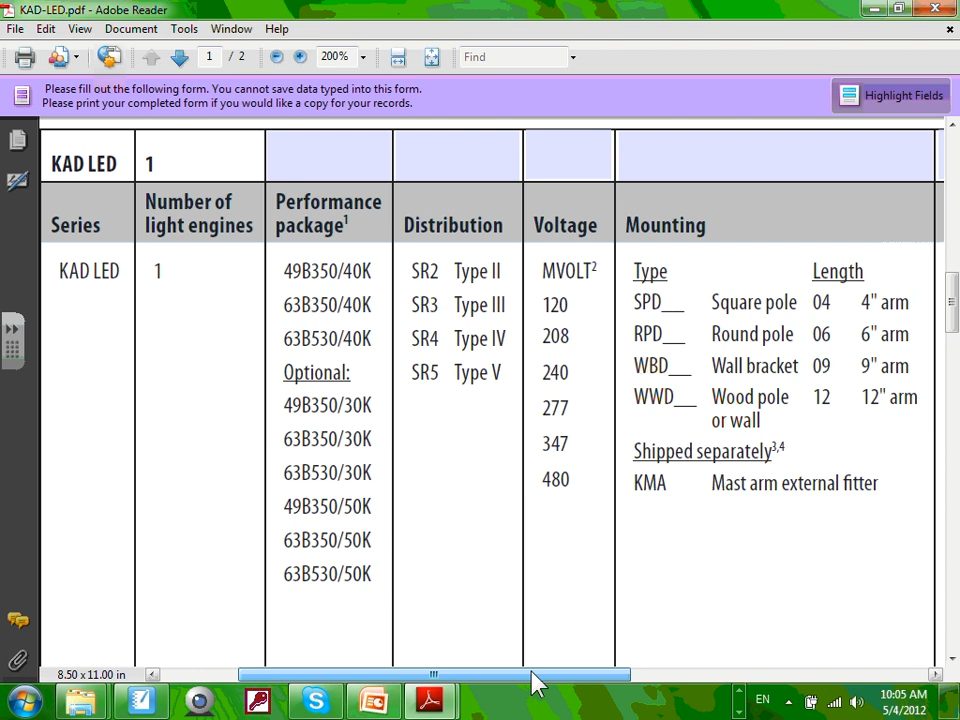 KAD-LED.pdf - Adobe Reader
File Edit View Document Tools Window Help
1 / 2 200% Find
Please fill out the following form. You cannot save data typed into this form.
Please print your completed form if you would like a copy for your records.
Highlight Fields
KAD LED 1
Series Number of light engines Performance package1 Distribution Voltage Mounting
KAD LED 1 49B350/40K SR2 Type II MVOLT2 Type Length
63B350/40K SR3 Type III 120 SPD__ Square pole 04 4" arm
63B530/40K SR4 Type IV 208 RPD__ Round pole 06 6" arm
Optional: SR5 Type V 240 WBD__ Wall bracket 09 9" arm
49B350/30K 277 WWD__ Wood pole or wall 12 12" arm
63B350/30K 347 Shipped separately3,4
63B530/30K 480 KMA Mast arm external fitter
49B350/50K
63B350/50K
63B530/50K
8.50 x 11.00 in
EN 10:05 AM
5/4/2012